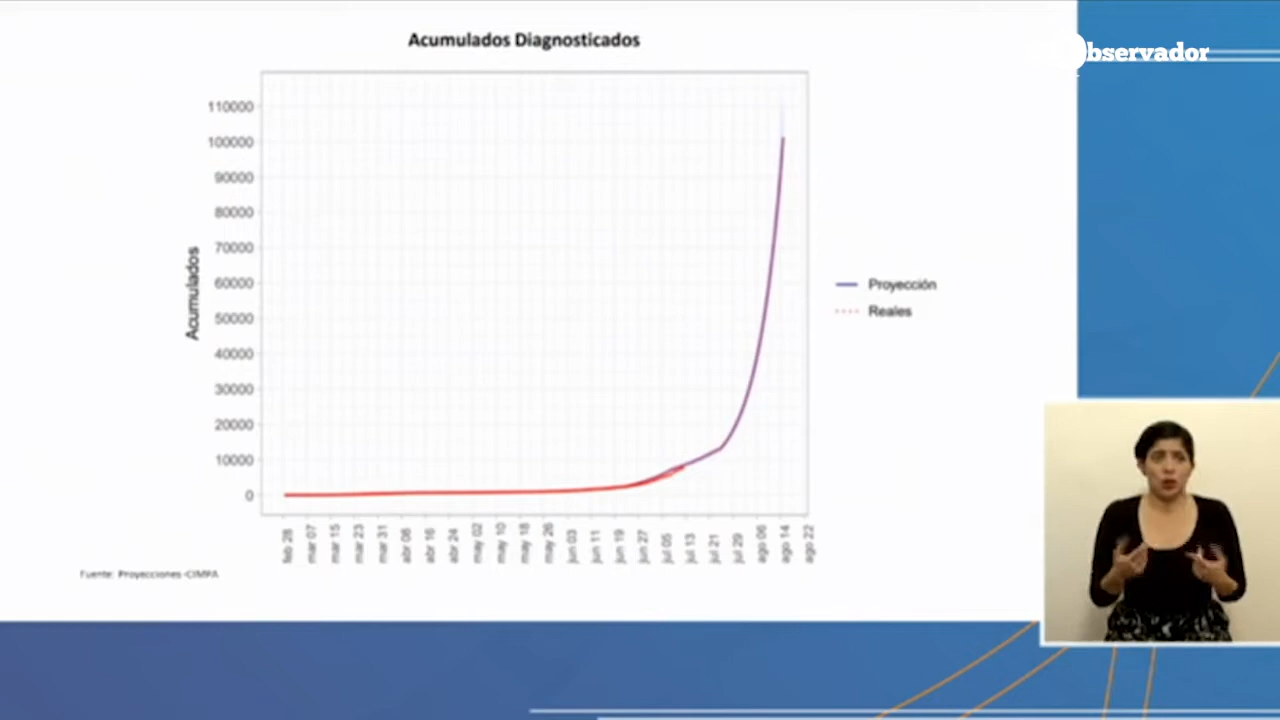 Acumulados Diagnosticados
bservador
110000
100000
90000
80000
70000
60000
50000
40000
30000
20000
10000
0
Acumulados
Proyección
Reales
feb 28
mar 07
mar 15
mar 23
mar 31
abr 08
abr 16
abr 24
may 02
may 10
may 18
may 26
jun 03
jun 11
jun 19
jun 27
jul 05
jul 13
jul 21
jul 29
ago 06
ago 14
ago 22
Fuente: Proyecciones -CIMPA